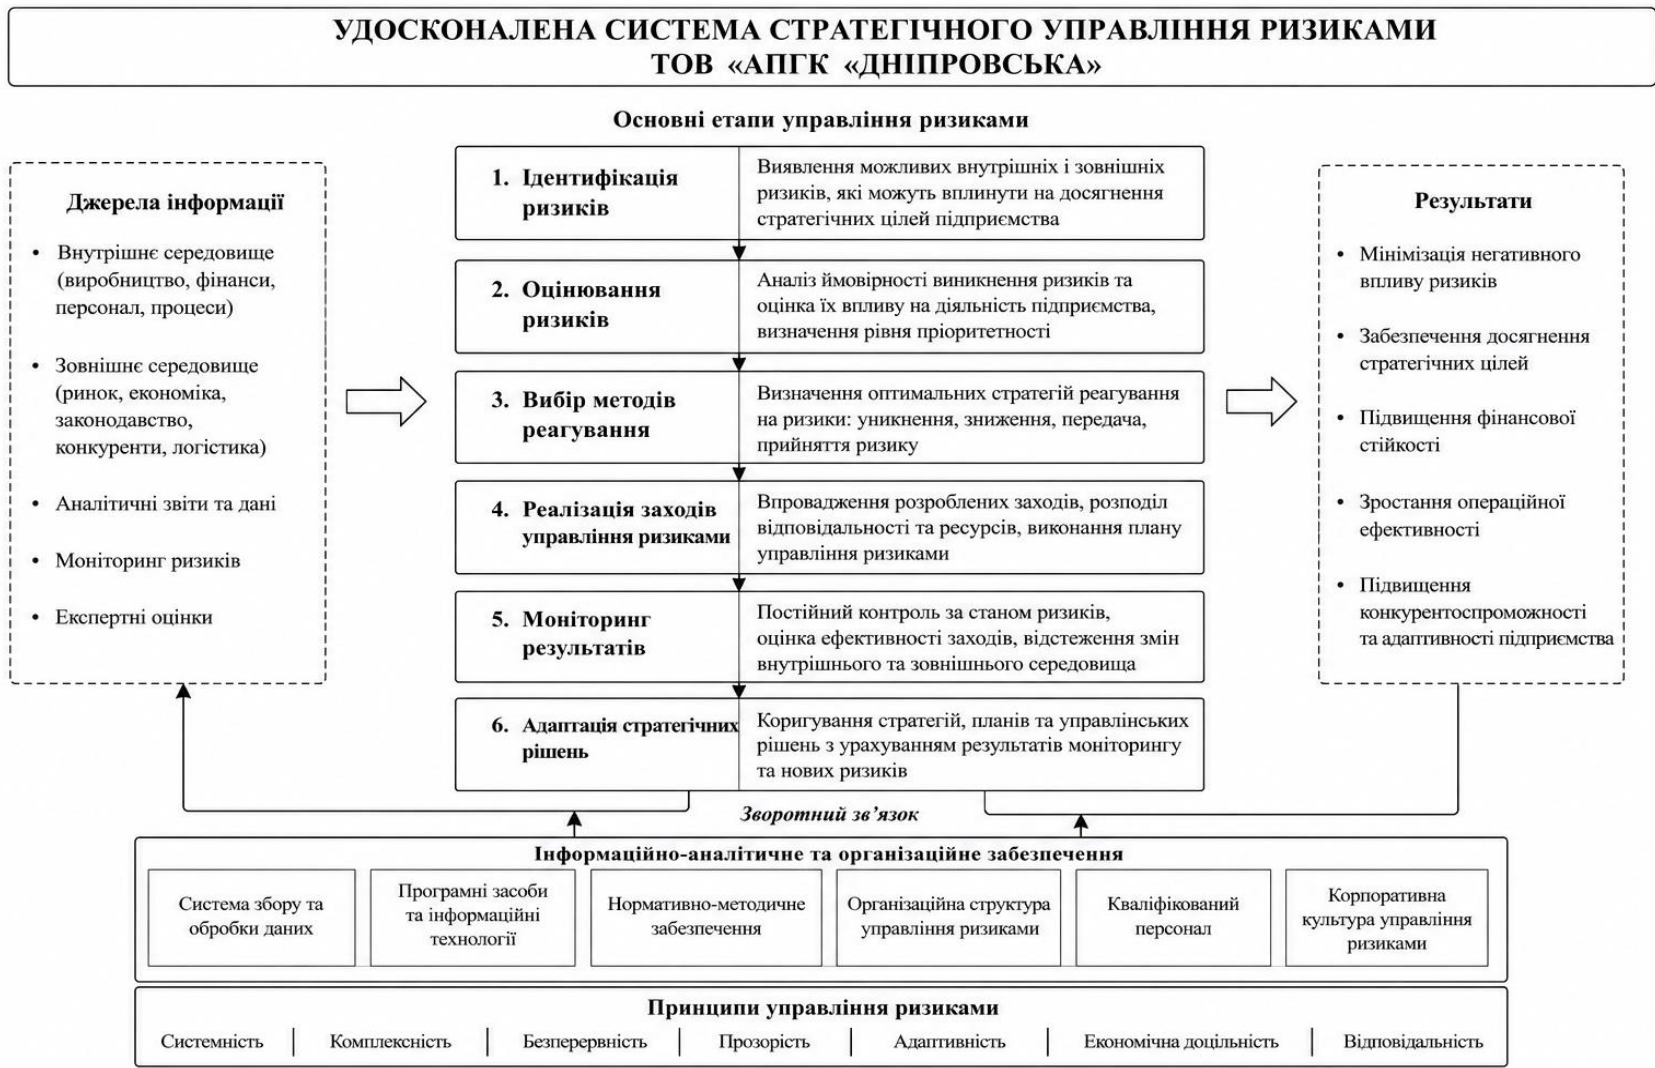 УДОСКОНАЛЕНА СИСТЕМА СТРАТЕГІЧНОГО УПРАВЛІННЯ РИЗИКАМИ
ТОВ «АПГК «ДНІПРОВСЬКА»
Основні етапи управління ризиками
Джерела інформації
• Внутрішнє середовище
(виробництво, фінанси,
персонал, процеси)
• Зовнішнє середовище
(ринок, економіка,
законодавство,
конкуренти, логістика)
• Аналітичні звіти та дані
• Моніторинг ризиків
• Експертні оцінки
1. Ідентифікація
ризиків
Виявлення можливих внутрішніх і зовнішніх
ризиків, які можуть вплинути на досягнення
стратегічних цілей підприємства
2. Оцінювання
ризиків
Аналіз ймовірності виникнення ризиків та
оцінка їх впливу на діяльність підприємства,
визначення рівня пріоритетності
3. Вибір методів
реагування
Визначення оптимальних стратегій реагування
на ризики: уникнення, зниження, передача,
прийняття ризику
4. Реалізація заходів
управління ризиками
Впровадження розроблених заходів, розподіл
відповідальності та ресурсів, виконання плану
управління ризиками
5. Моніторинг
результатів
Постійний контроль за станом ризиків,
оцінка ефективності заходів, відстеження змін
внутрішнього та зовнішнього середовища
6. Адаптація стратегічних
рішень
Коригування стратегій, планів та управлінських
рішень з урахуванням результатів моніторингу
та нових ризиків
Результати
• Мінімізація негативного
впливу ризиків
• Забезпечення досягнення
стратегічних цілей
• Підвищення фінансової
стійкості
• Зростання операційної
ефективності
• Підвищення
конкурентоспроможності
та адаптивності підприємства
Зворотний зв’язок
Інформаційно-аналітичне та організаційне забезпечення
Система збору та
обробки даних
Програмні засоби
та інформаційні
технології
Нормативно-методичне
забезпечення
Організаційна структура
управління ризиками
Кваліфікований
персонал
Корпоративна
культура управління
ризиками
Принципи управління ризиками
Системність | Комплексність | Безперервність | Прозорість | Адаптивність | Економічна доцільність | Відповідальність